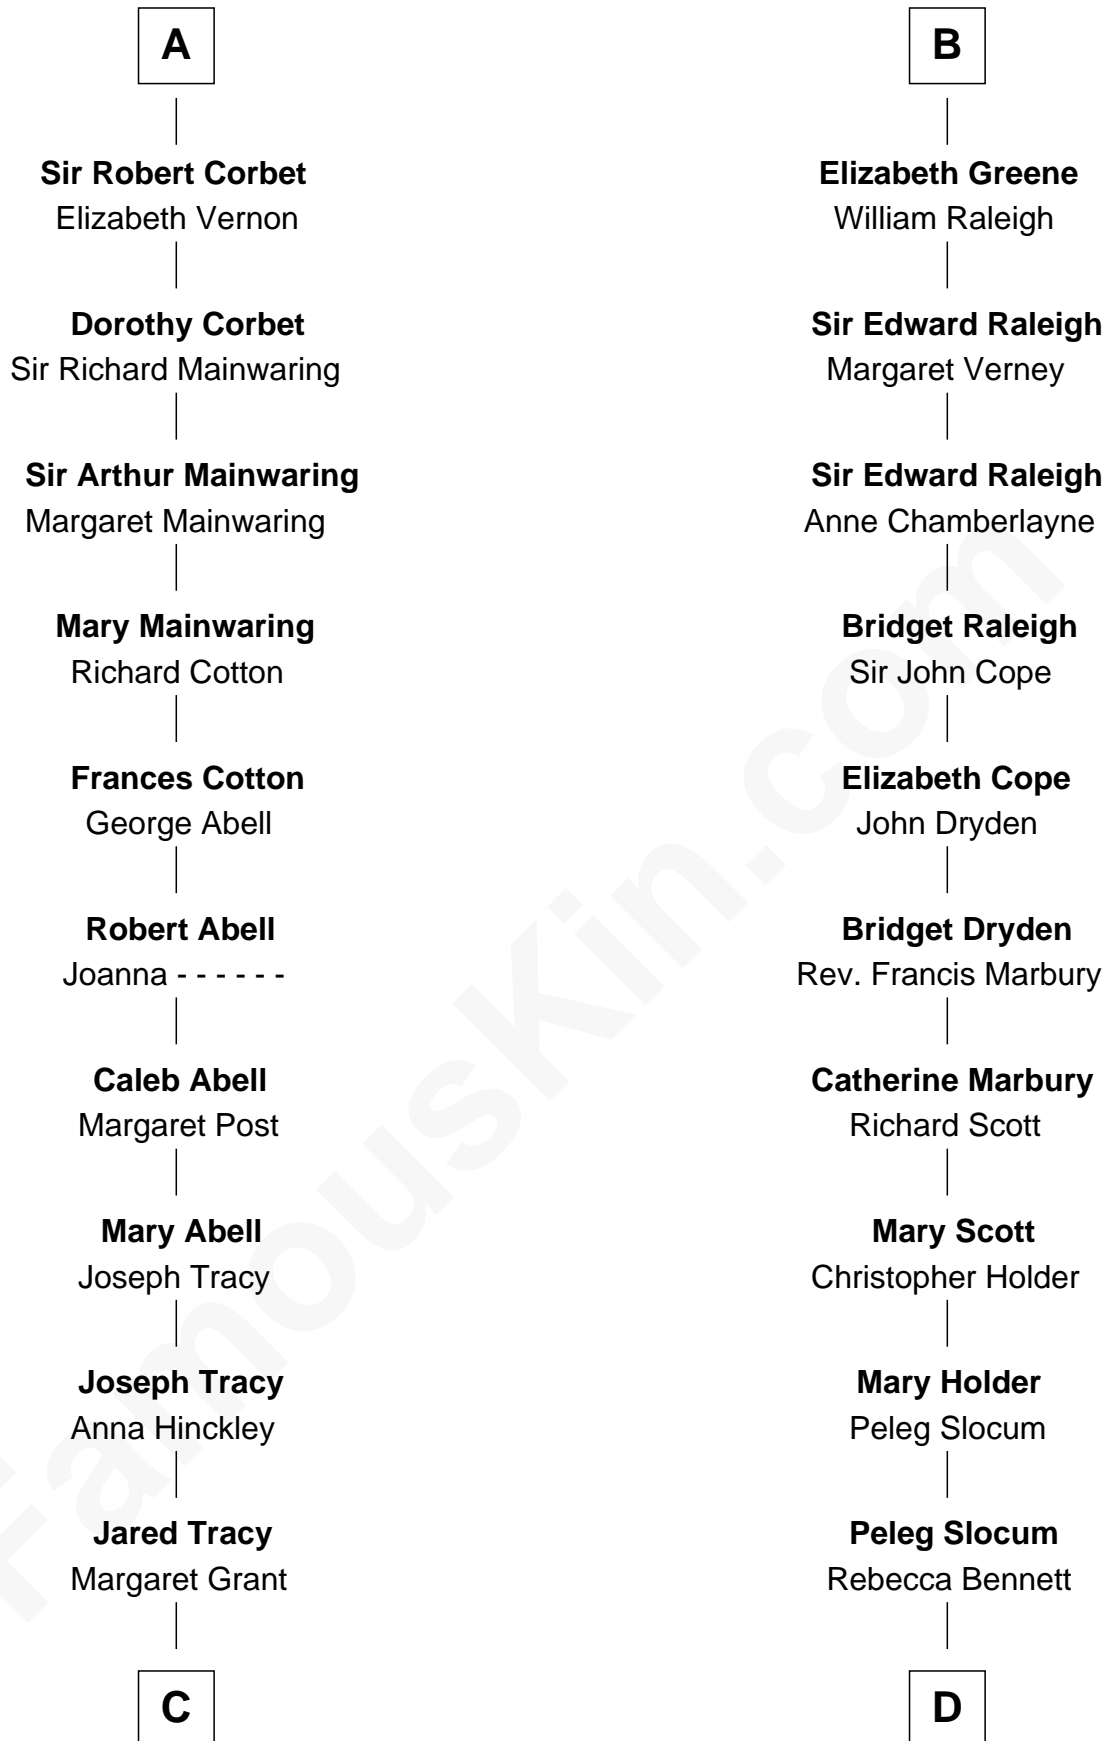 A
Sir Robert Corbet
Elizabeth Vernon
Dorothy Corbet
Sir Richard Mainwaring
Sir Arthur Mainwaring
Margaret Mainwaring
Mary Mainwaring
Richard Cotton
Frances Cotton
George Abell
Robert Abell
Joanna - - - - - -
Caleb Abell
Margaret Post
Mary Abell
Joseph Tracy
Joseph Tracy
Anna Hinckley
Jared Tracy
Margaret Grant
C
B
Elizabeth Greene
William Raleigh
Sir Edward Raleigh
Margaret Verney
Sir Edward Raleigh
Anne Chamberlayne
Bridget Raleigh
Sir John Cope
Elizabeth Cope
John Dryden
Bridget Dryden
Rev. Francis Marbury
Catherine Marbury
Richard Scott
Mary Scott
Christopher Holder
Mary Holder
Peleg Slocum
Peleg Slocum
Rebecca Bennett
D
FamousKin.com